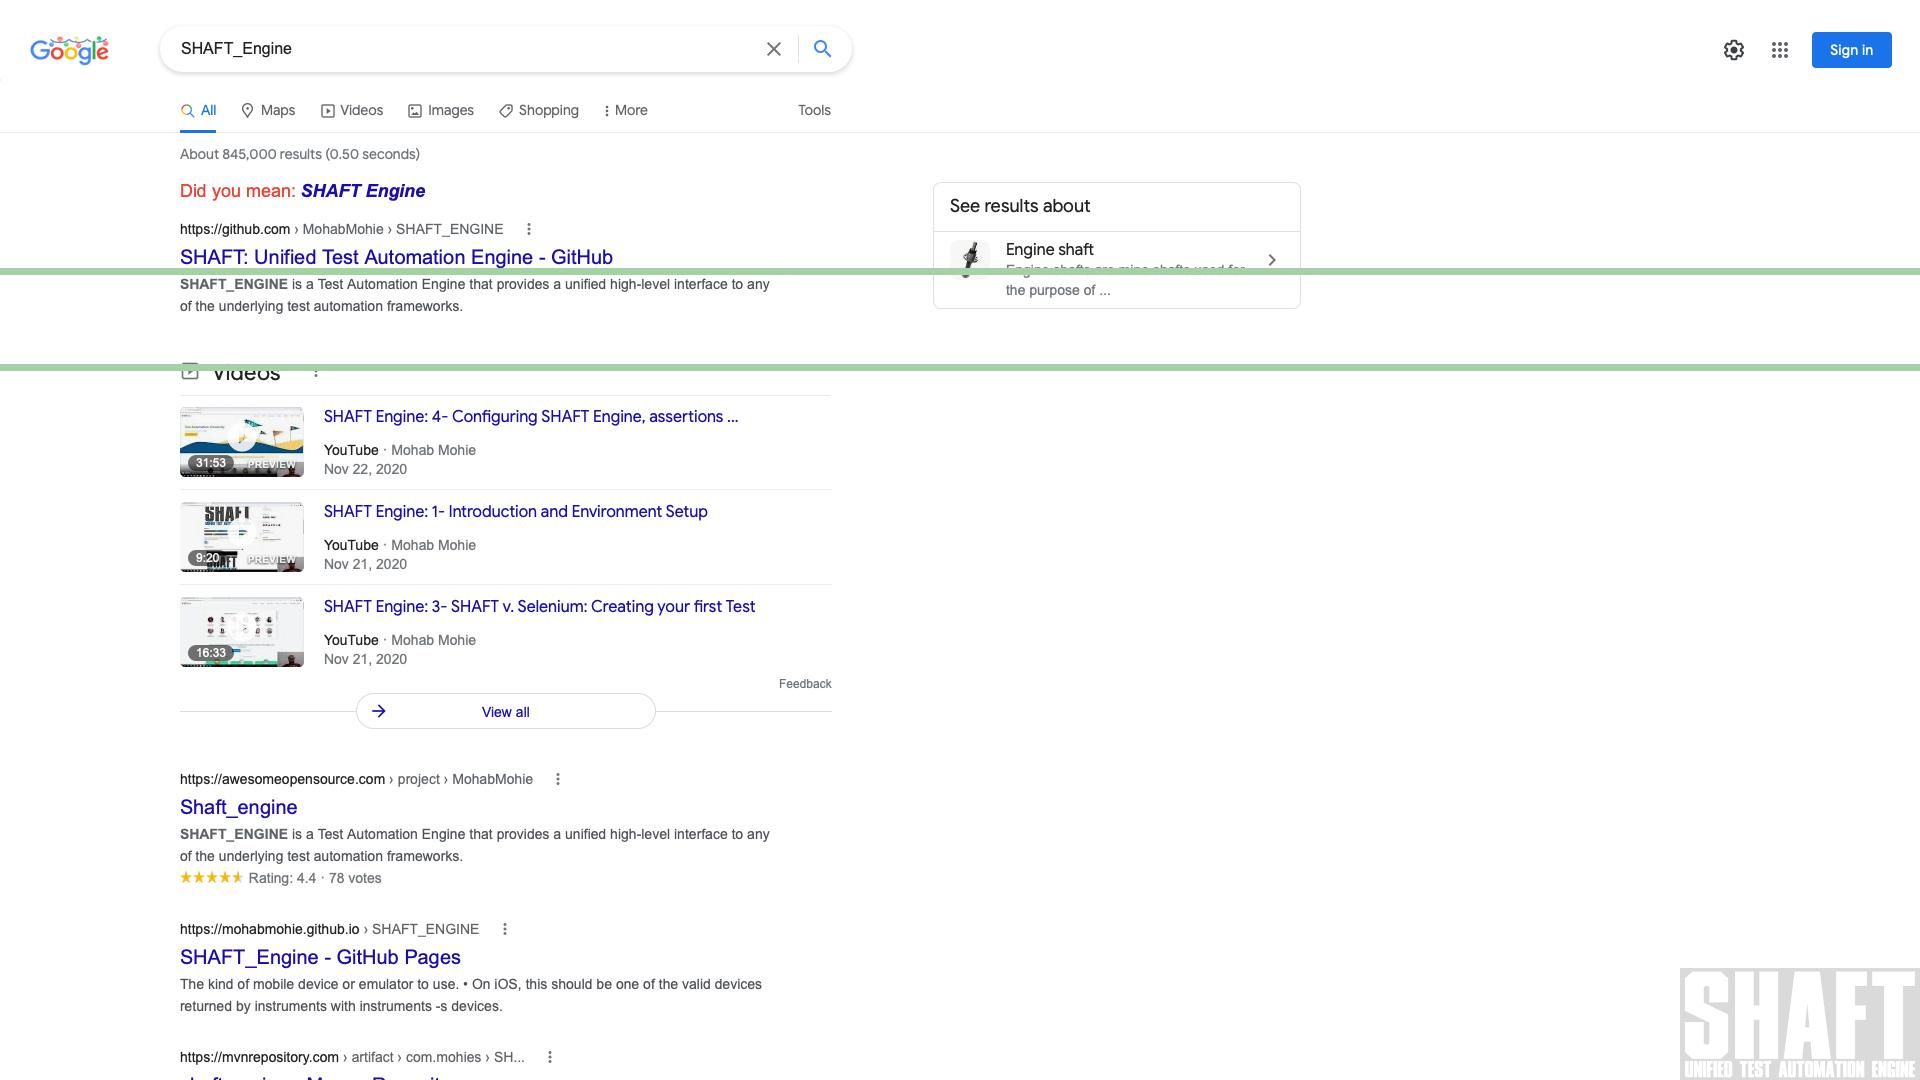 Google
SHAFT_Engine
Sign in
All
Maps
Videos
Images
Shopping
More
Tools
About 845,000 results (0.50 seconds)
Did you mean: SHAFT Engine
https://github.com › MohabMohie › SHAFT_ENGINE
SHAFT: Unified Test Automation Engine - GitHub
SHAFT_ENGINE is a Test Automation Engine that provides a unified high-level interface to any
of the underlying test automation frameworks.
See results about
Engine shaft
Engine shafts are mine shafts used for
the purpose of ...
Videos
SHAFT Engine: 4- Configuring SHAFT Engine, assertions ...
31:53
PREVIEW
YouTube · Mohab Mohie
Nov 22, 2020
SHAFT Engine: 1- Introduction and Environment Setup
SHAFT
9:20
PREVIEW
YouTube · Mohab Mohie
Nov 21, 2020
SHAFT Engine: 3- SHAFT v. Selenium: Creating your first Test
16:33
YouTube · Mohab Mohie
Nov 21, 2020
Feedback
View all
https://awesomeopensource.com › project › MohabMohie
Shaft_engine
SHAFT_ENGINE is a Test Automation Engine that provides a unified high-level interface to any
of the underlying test automation frameworks.
Rating: 4.4 · 78 votes
https://mohabmohie.github.io › SHAFT_ENGINE
SHAFT_Engine - GitHub Pages
The kind of mobile device or emulator to use. • On iOS, this should be one of the valid devices
returned by instruments with instruments -s devices.
https://mvnrepository.com › artifact › com.mohies › SH...
SHAFT
UNIFIED TEST AUTOMATION ENGINE